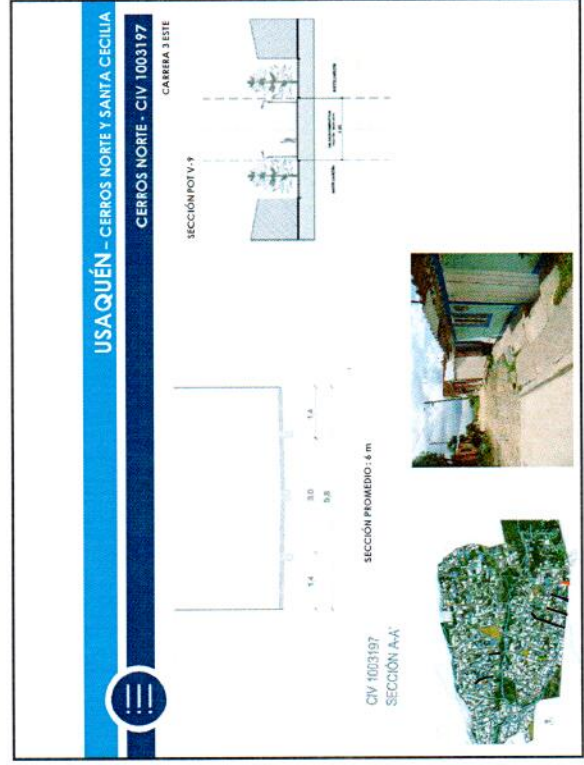 USAQUÉN – CERROS NORTE Y SANTA CECILIA
CERROS NORTE - CIV 1003197
CARRERA 3 ESTE
SECCIÓN POT V-9
1.4
3.0
1.4
5.8
SECCIÓN PROMEDIO: 6 m
CIV 1003197
SECCIÓN A-A'